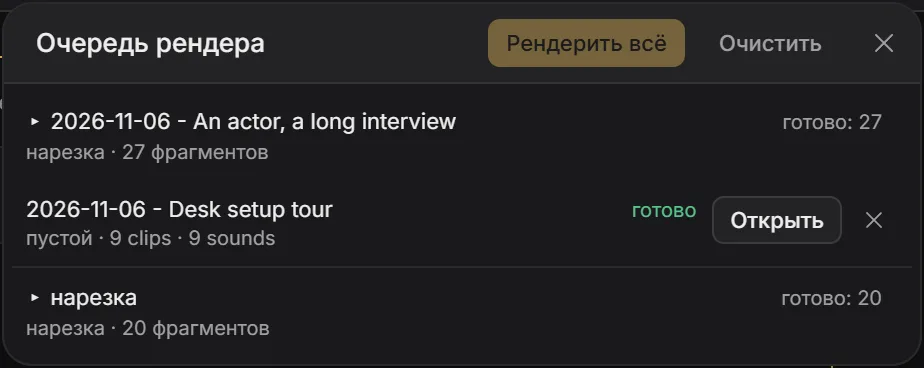 Очередь рендера
Рендерить всё
Очистить
2026-11-06 - An actor, a long interview
готово: 27
нарезка · 27 фрагментов
2026-11-06 - Desk setup tour
готово
Открыть
пустой · 9 clips · 9 sounds
нарезка
готово: 20
нарезка · 20 фрагментов